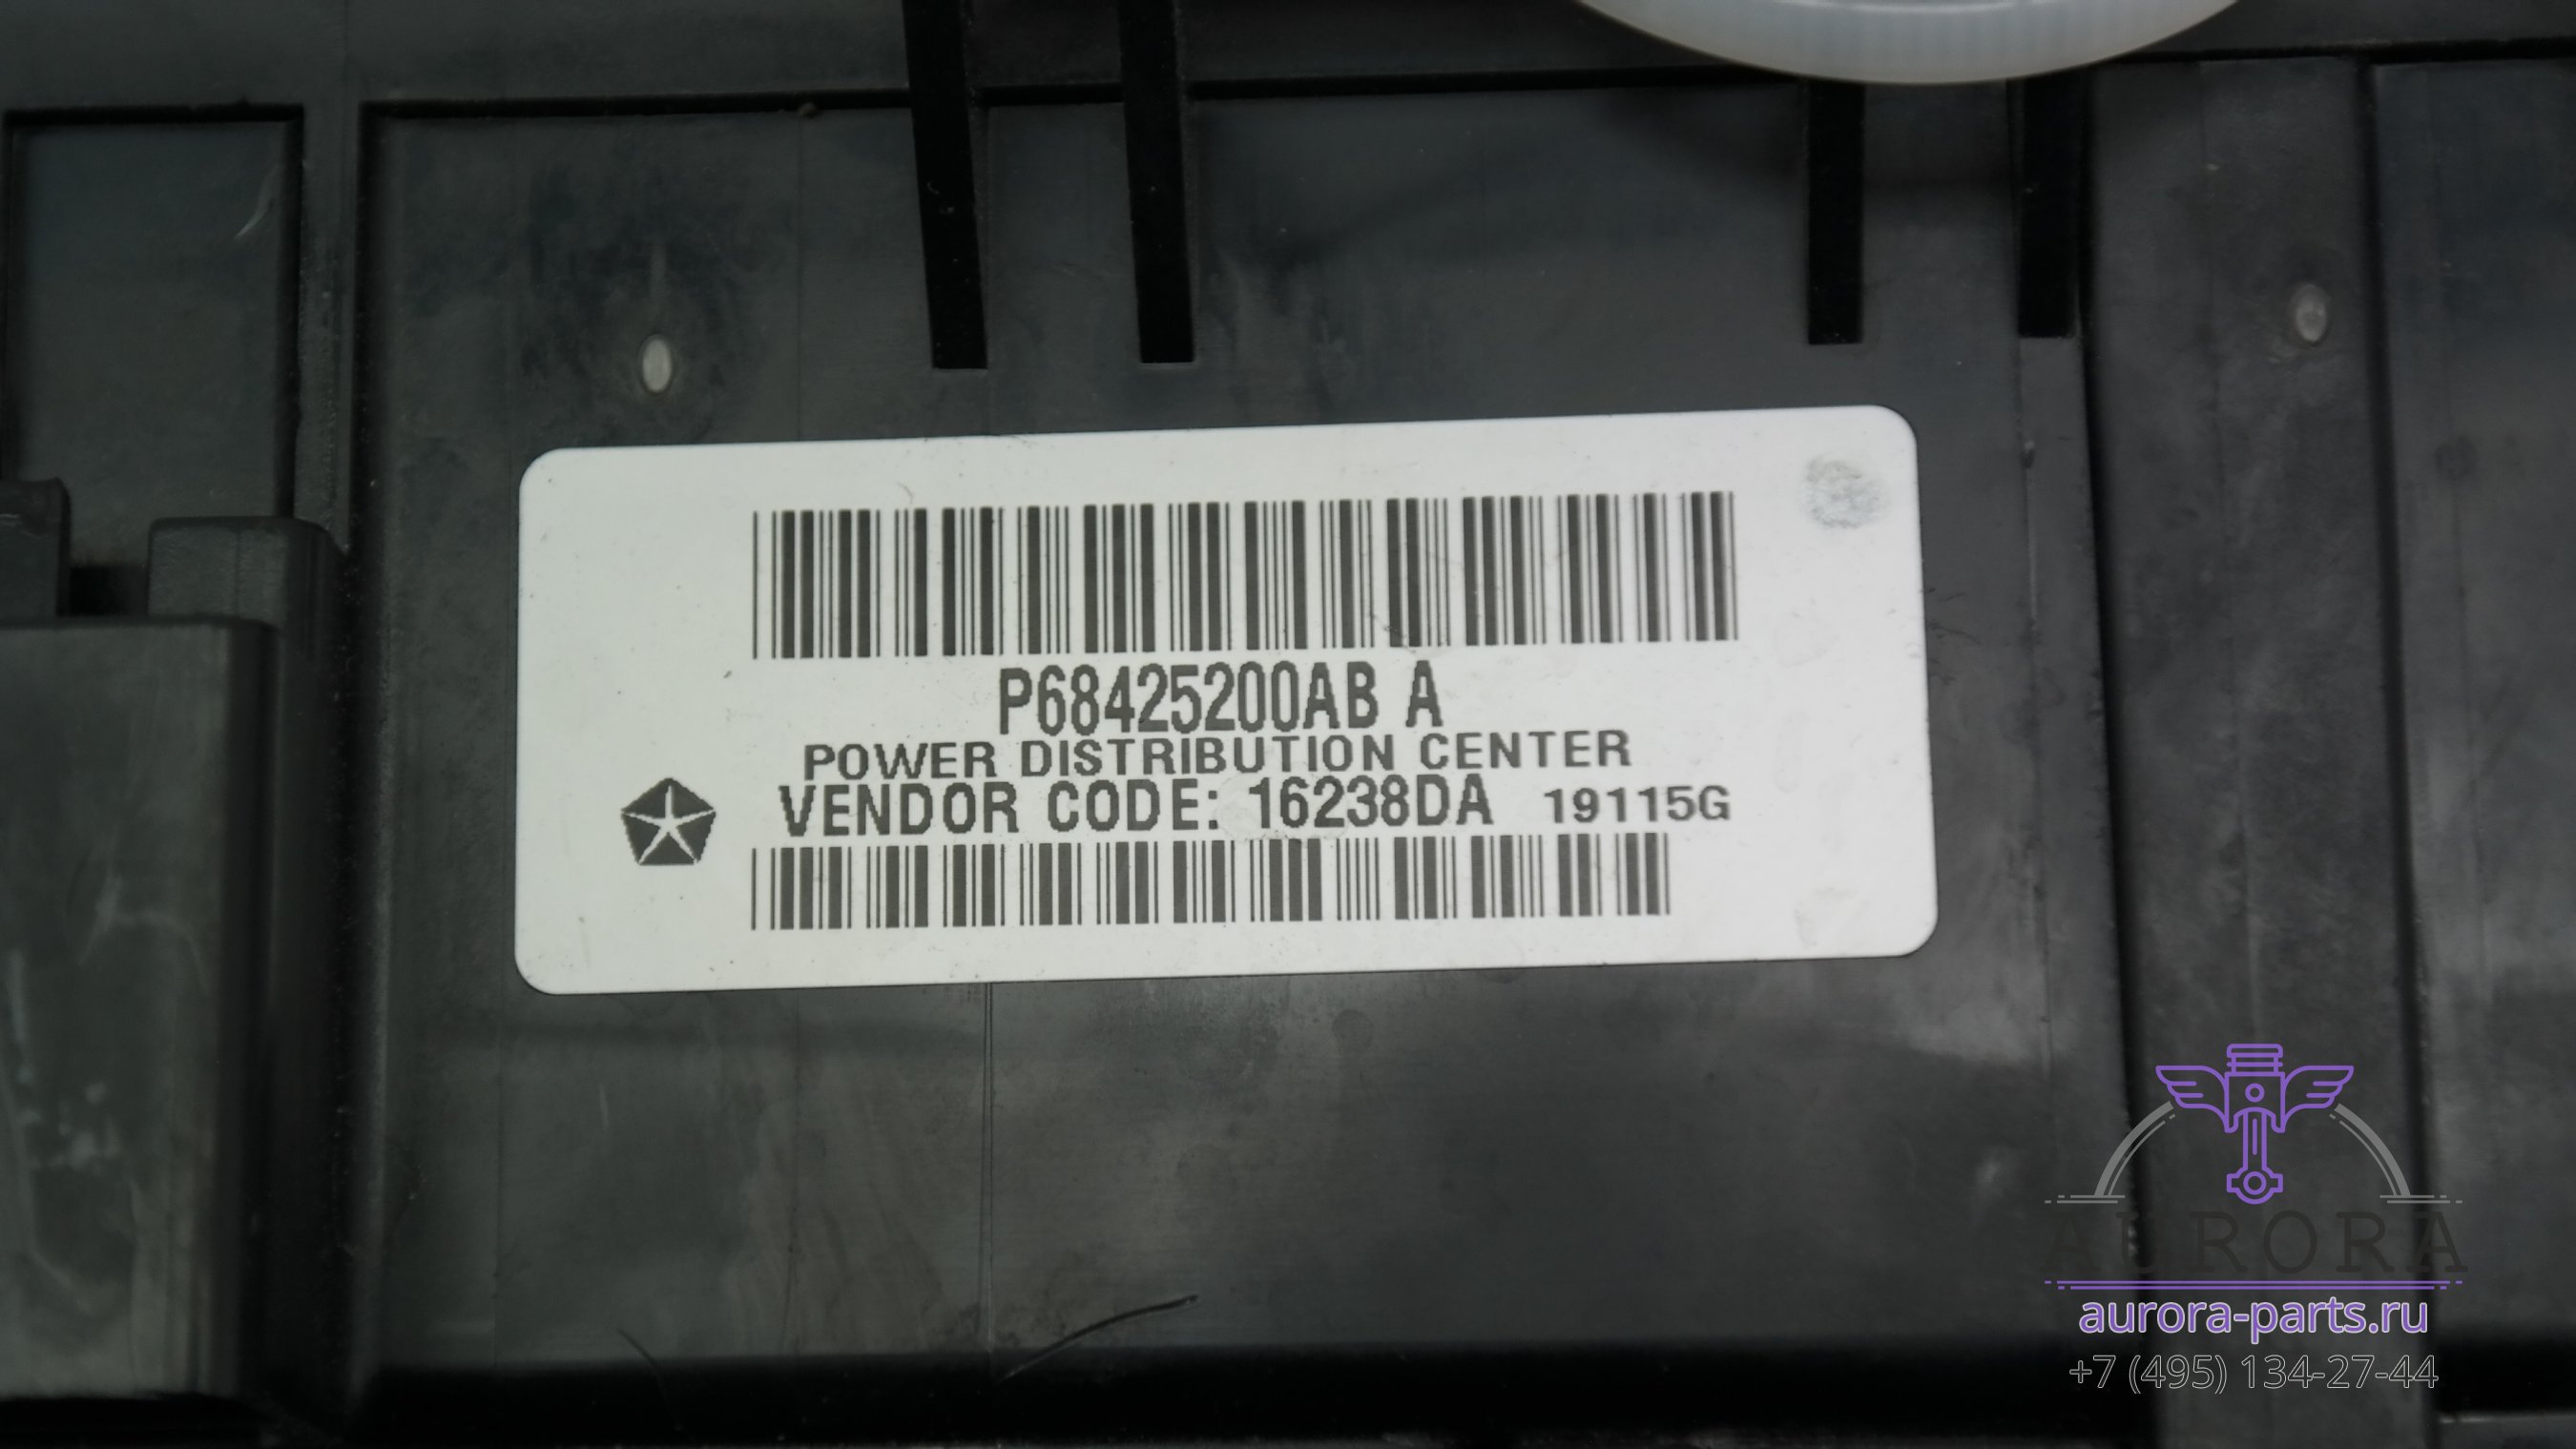 P68425200AB A
POWER DISTRIBUTION CENTER
VENDOR CODE: 16238DA 19115G
AURORA
aurora-parts.ru
+7 (495) 134-27-44